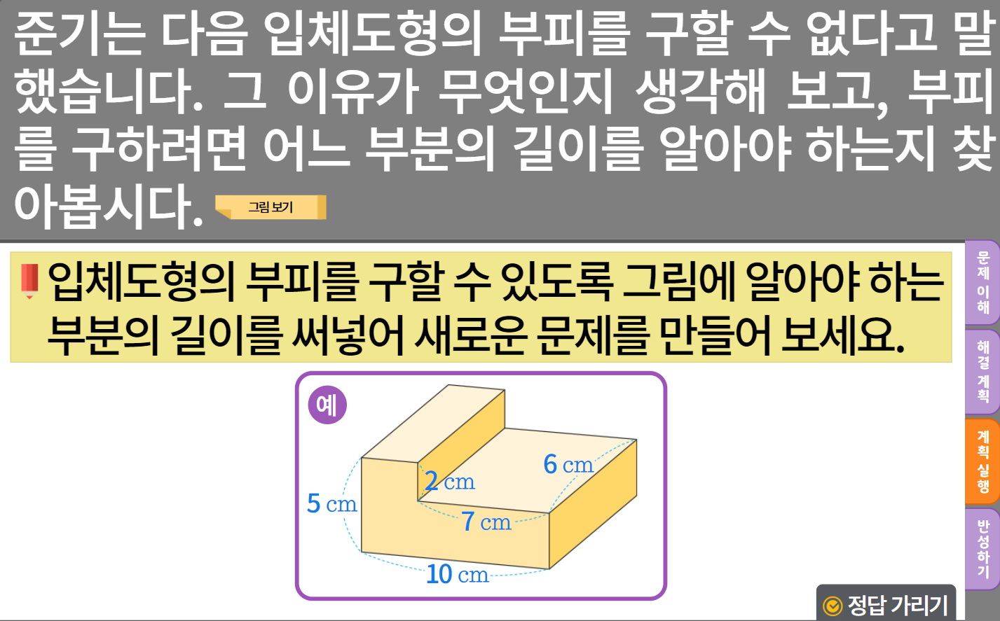 준기는 다음 입체도형의 부피를 구할 수 없다고 말
했습니다. 그 이유가 무엇인지 생각해 보고, 부피
를 구하려면 어느 부분의 길이를 알아야 하는지 찾
아봅시다. 그림 보기
입체도형의 부피를 구할 수 있도록 그림에 알아야 하는
부분의 길이를 써넣어 새로운 문제를 만들어 보세요.
예
6 cm
2 cm
5 cm
7 cm
10 cm
문제 이해
해결 계획
계획 실행
반성하기
정답 가리기